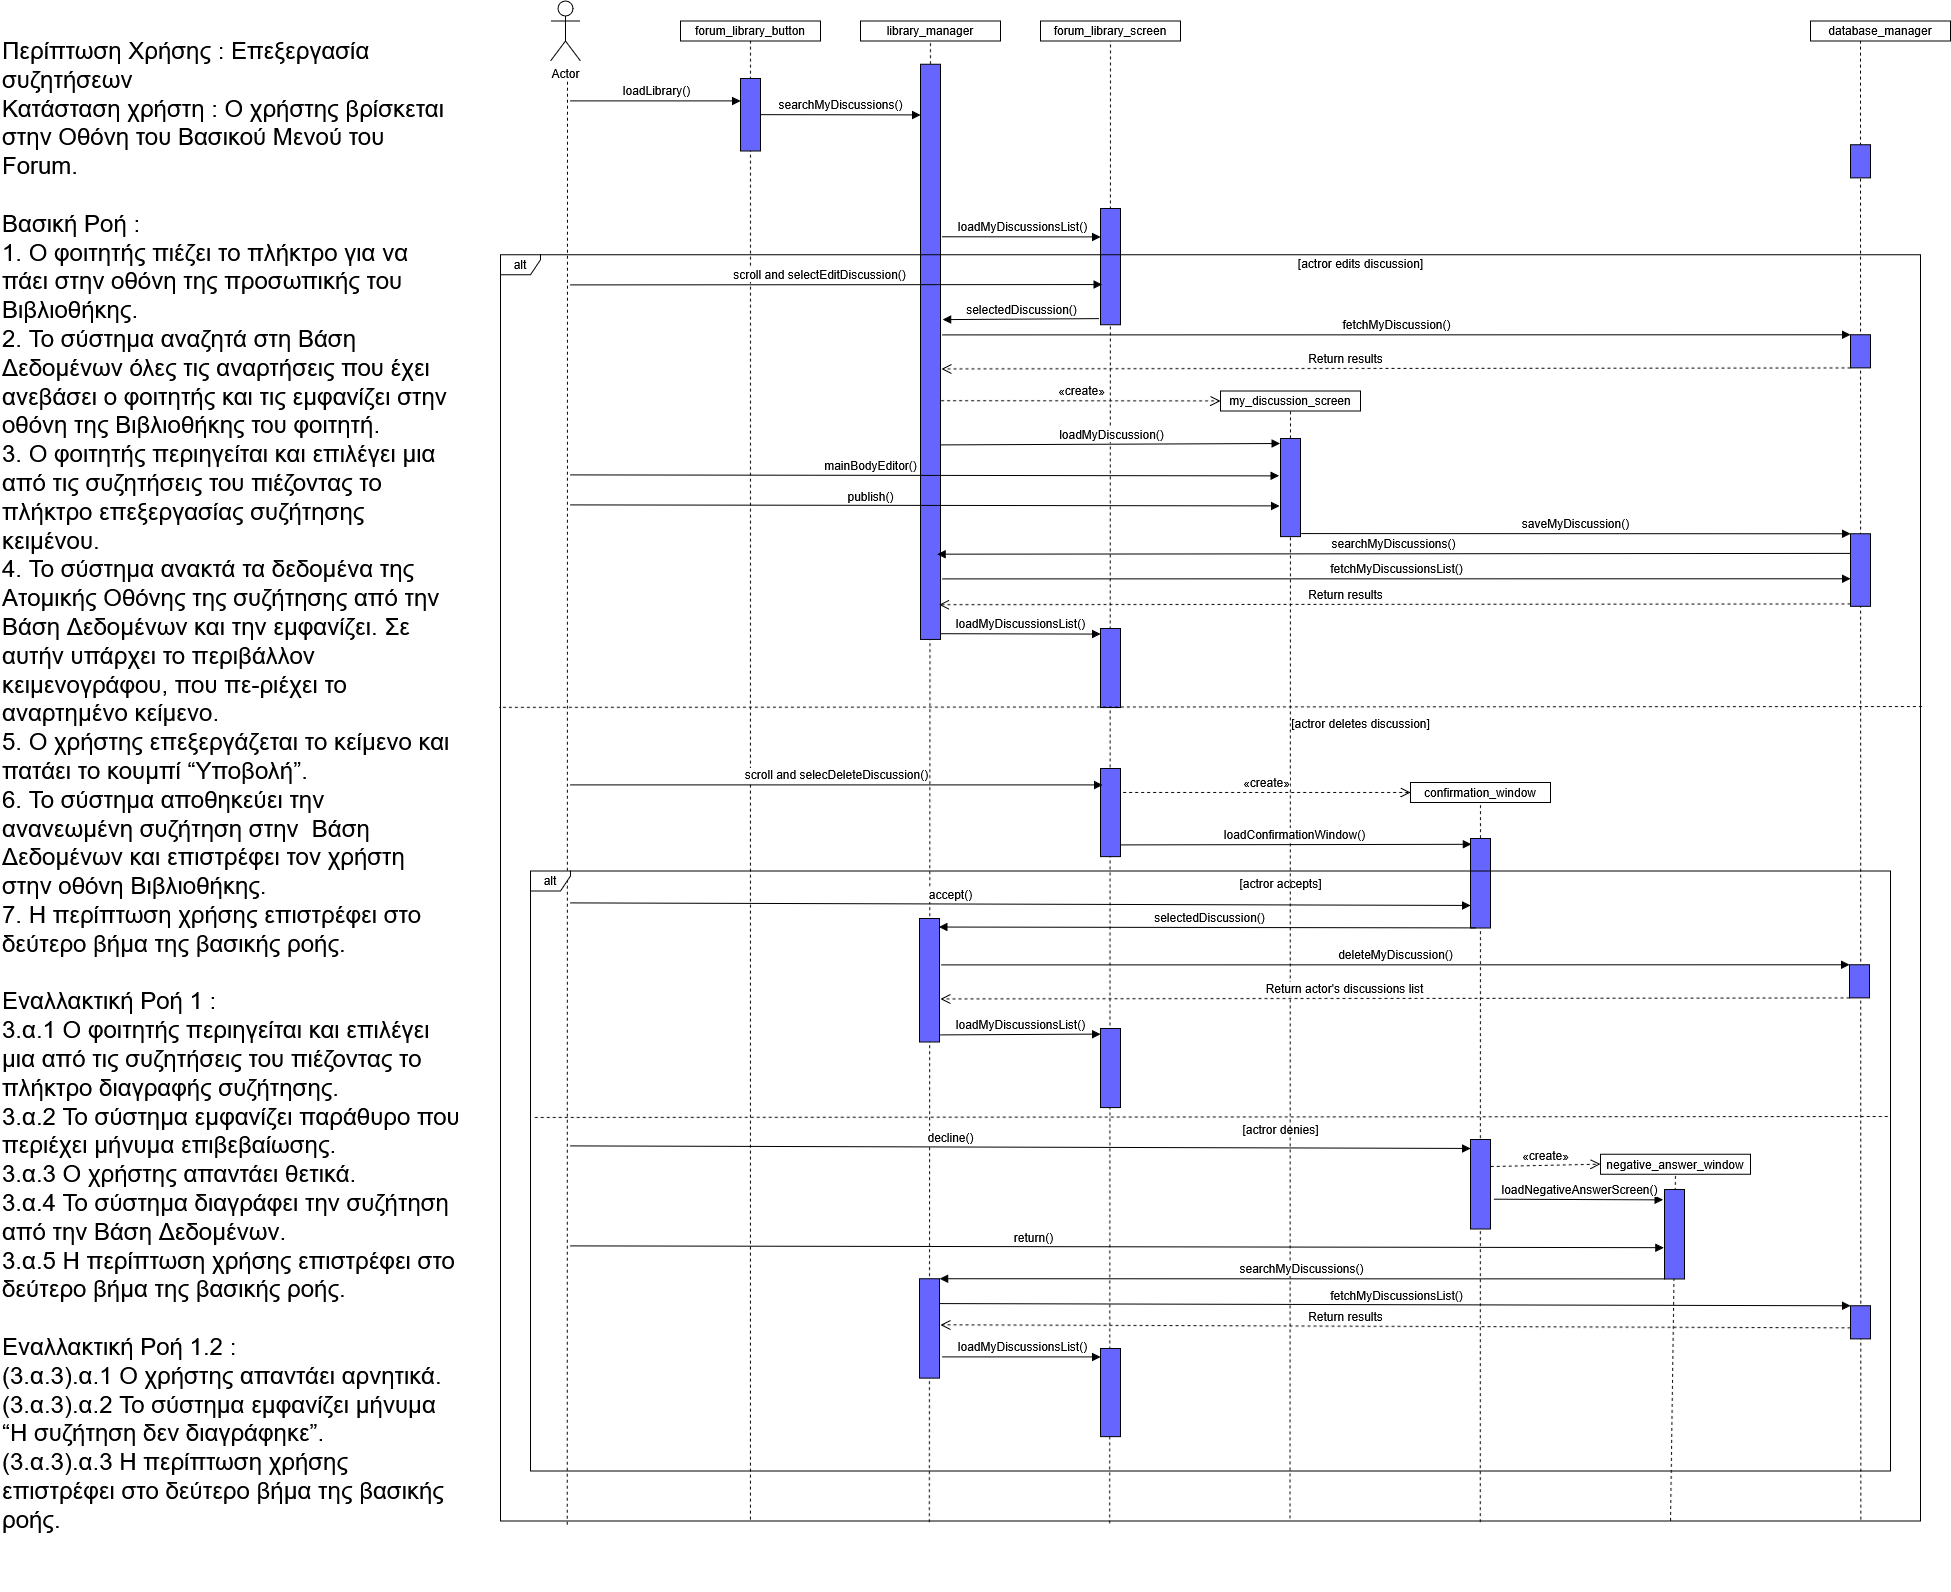 Περίπτωση Χρήσης : Επεξεργασία
συζητήσεων
Κατάσταση χρήστη : Ο χρήστης βρίσκεται
στην Οθόνη του Βασικού Μενού του
Forum.
Βασική Ροή :
1. Ο φοιτητής πιέζει το πλήκτρο για να
πάει στην οθόνη της προσωπικής του
Βιβλιοθήκης.
2. Το σύστημα αναζητά στη Βάση
Δεδομένων όλες τις αναρτήσεις που έχει
ανεβάσει ο φοιτητής και τις εμφανίζει στην
οθόνη της Βιβλιοθήκης του φοιτητή.
3. Ο φοιτητής περιηγείται και επιλέγει μια
από τις συζητήσεις του πιέζοντας το
πλήκτρο επεξεργασίας συζήτησης
κειμένου.
4. Το σύστημα ανακτά τα δεδομένα της
Ατομικής Οθόνης της συζήτησης από την
Βάση Δεδομένων και την εμφανίζει. Σε
αυτήν υπάρχει το περιβάλλον
κειμενογράφου, που πε-ριέχει το
αναρτημένο κείμενο.
5. Ο χρήστης επεξεργάζεται το κείμενο και
πατάει το κουμπί “Υποβολή”.
6. Το σύστημα αποθηκεύει την
ανανεωμένη συζήτηση στην  Βάση
Δεδομένων και επιστρέφει τον χρήστη
στην οθόνη Βιβλιοθήκης.
7. Η περίπτωση χρήσης επιστρέφει στο
δεύτερο βήμα της βασικής ροής.
Εναλλακτική Ροή 1 :
3.α.1 Ο φοιτητής περιηγείται και επιλέγει
μια από τις συζητήσεις του πιέζοντας το
πλήκτρο διαγραφής συζήτησης.
3.α.2 Το σύστημα εμφανίζει παράθυρο που
περιέχει μήνυμα επιβεβαίωσης.
3.α.3 Ο χρήστης απαντάει θετικά.
3.α.4 Το σύστημα διαγράφει την συζήτηση
από την Βάση Δεδομένων.
3.α.5 Η περίπτωση χρήσης επιστρέφει στο
δεύτερο βήμα της βασικής ροής.
Εναλλακτική Ροή 1.2 :
(3.α.3).α.1 Ο χρήστης απαντάει αρνητικά.
(3.α.3).α.2 Το σύστημα εμφανίζει μήνυμα
“Η συζήτηση δεν διαγράφηκε”.
(3.α.3).α.3 Η περίπτωση χρήσης
επιστρέφει στο δεύτερο βήμα της βασικής
ροής.
Actor
forum_library_button
library_manager
forum_library_screen
database_manager
loadLibrary()
searchMyDiscussions()
loadMyDiscussionsList()
alt
[actror edits discussion]
scroll and selectEditDiscussion()
selectedDiscussion()
fetchMyDiscussion()
Return results
«create»
my_discussion_screen
loadMyDiscussion()
mainBodyEditor()
publish()
saveMyDiscussion()
searchMyDiscussions()
fetchMyDiscussionsList()
Return results
loadMyDiscussionsList()
[actror deletes discussion]
scroll and selecDeleteDiscussion()
«create»
confirmation_window
loadConfirmationWindow()
alt
[actror accepts]
accept()
selectedDiscussion()
deleteMyDiscussion()
Return actor's discussions list
loadMyDiscussionsList()
[actror denies]
decline()
«create»
negative_answer_window
loadNegativeAnswerScreen()
return()
searchMyDiscussions()
fetchMyDiscussionsList()
Return results
loadMyDiscussionsList()